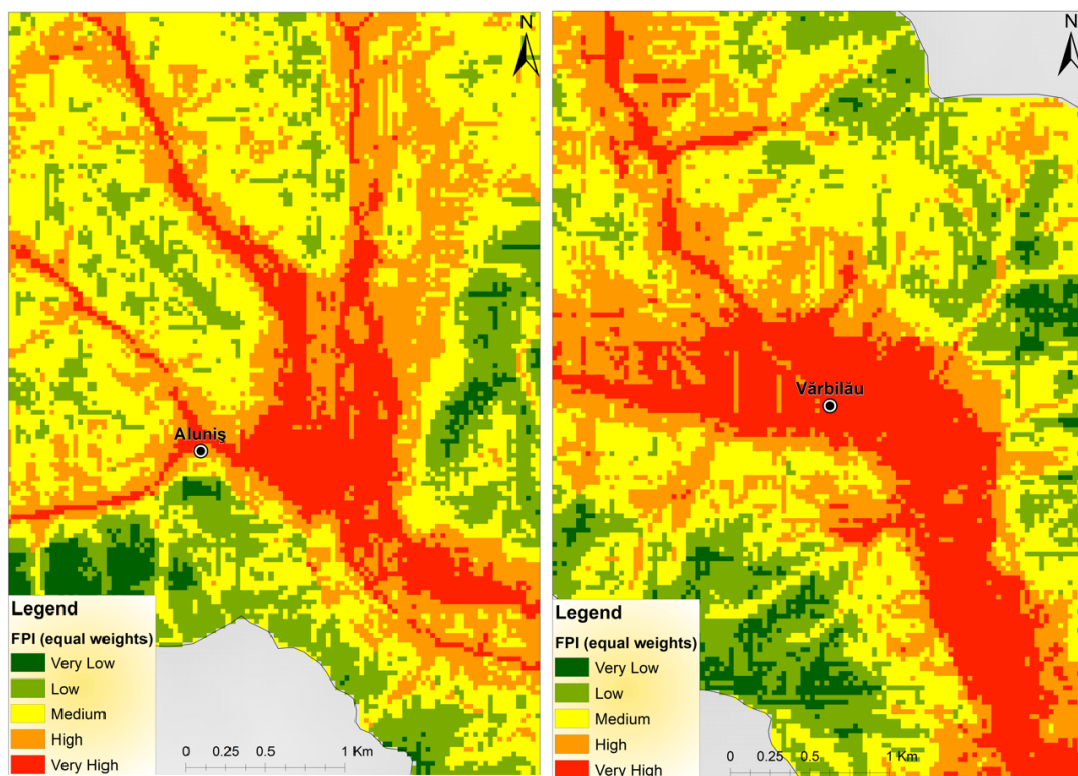 N
Aluniş
Legend
FPI (equal weights)
Very Low
Low
Medium
High
Very High
0 0.25 0.5 1 Km
N
Vărbilău
Legend
FPI (equal weights)
Very Low
Low
Medium
High
Very High
0 0.25 0.5 1 Km